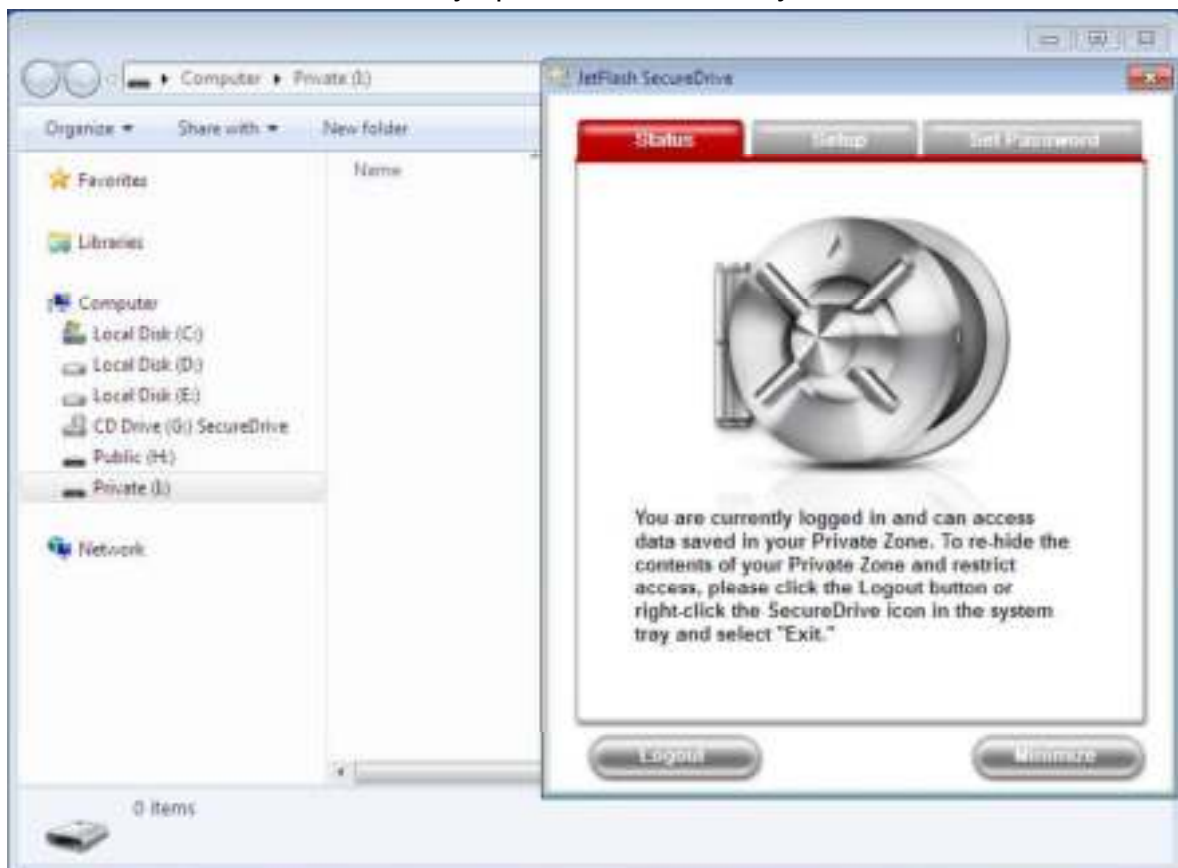 Computer ▸ Private (I:)
JetFlash SecureDrive
Organize
Share with
New folder
Status
Setup
Set Password
Name
Favorites
Libraries
Computer
Local Disk (C:)
Local Disk (D:)
Local Disk (E:)
CD Drive (G:) SecureDrive
Public (H:)
Private (I:)
Network
You are currently logged in and can access
data saved in your Private Zone. To re-hide the
contents of your Private Zone and restrict
access, please click the Logout button or
right-click the SecureDrive icon in the system
tray and select "Exit."
Logout
Minimize
0 items